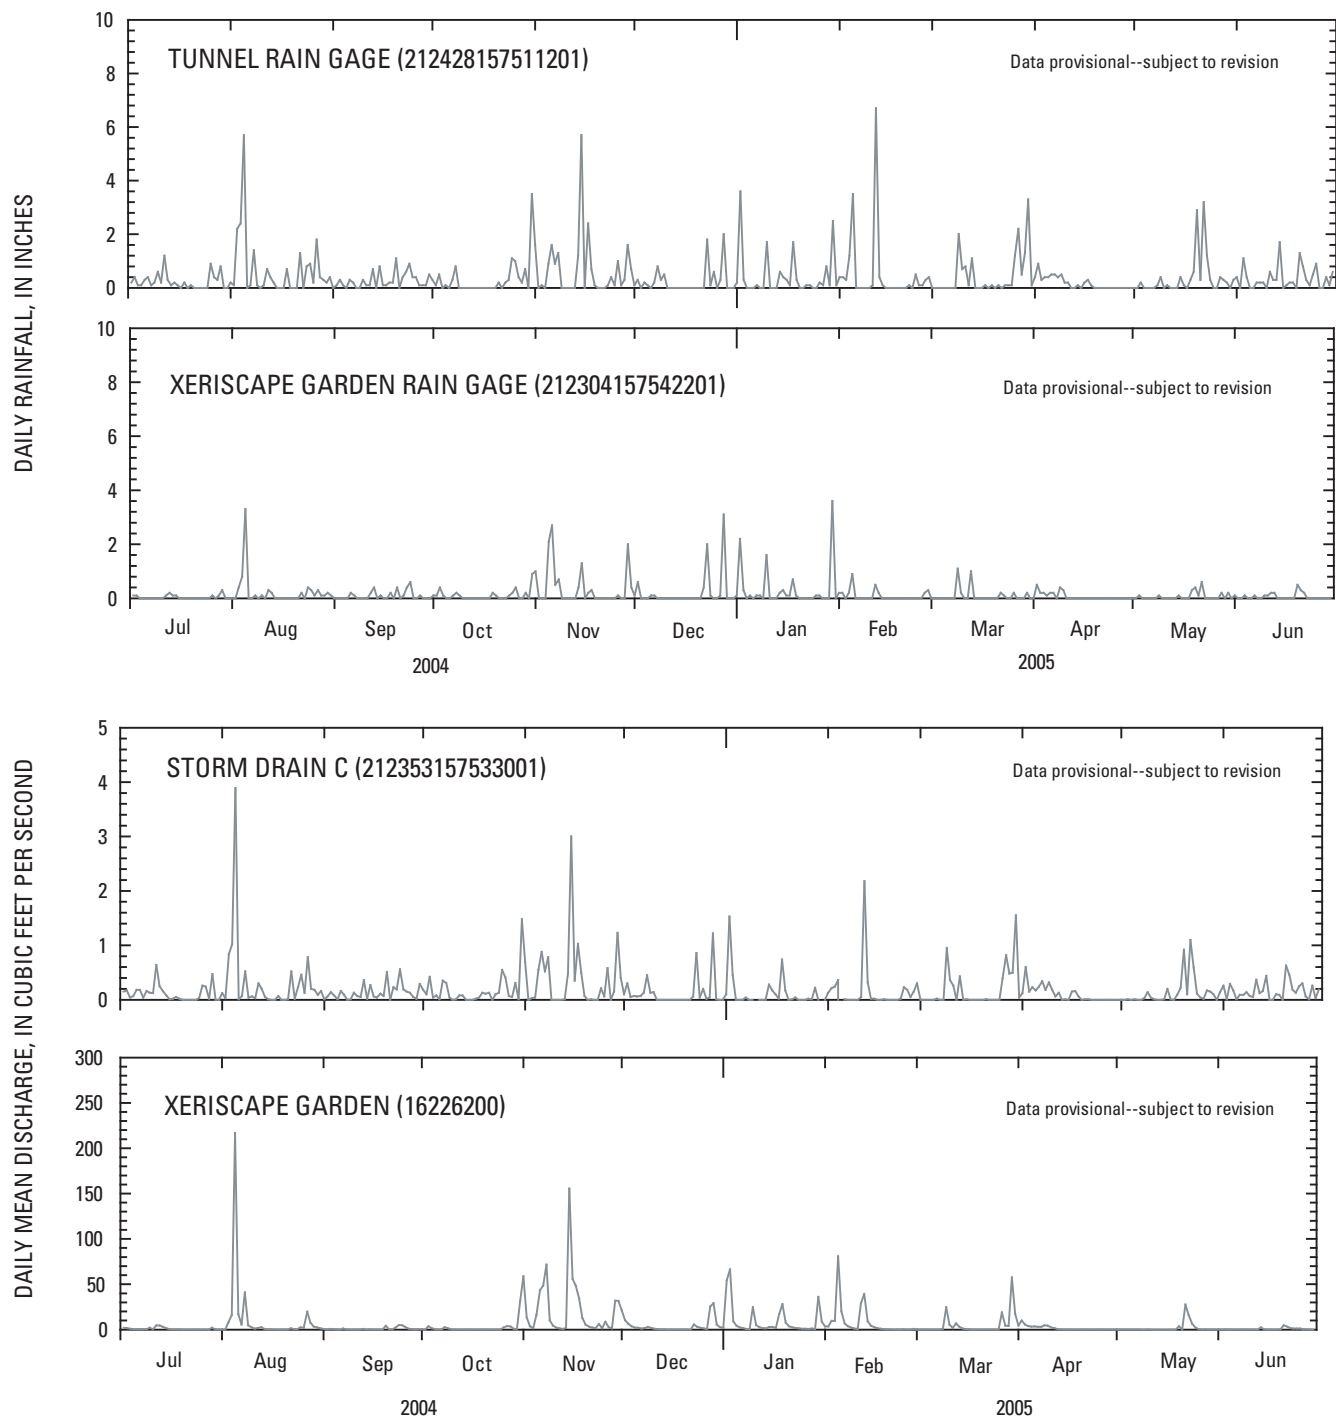 DAILY RAINFALL, IN INCHES
10
8
6
4
2
0
TUNNEL RAIN GAGE (212428157511201)
Data provisional--subject to revision
10
8
6
4
2
0
XERISCAPE GARDEN RAIN GAGE (212304157542201)
Data provisional--subject to revision
Jul Aug Sep Oct Nov Dec Jan Feb Mar Apr May Jun
2004 2005
DAILY MEAN DISCHARGE, IN CUBIC FEET PER SECOND
5
4
3
2
1
0
STORM DRAIN C (212353157533001)
Data provisional--subject to revision
300
250
200
150
100
50
0
XERISCAPE GARDEN (16226200)
Data provisional--subject to revision
Jul Aug Sep Oct Nov Dec Jan Feb Mar Apr May Jun
2004 2005